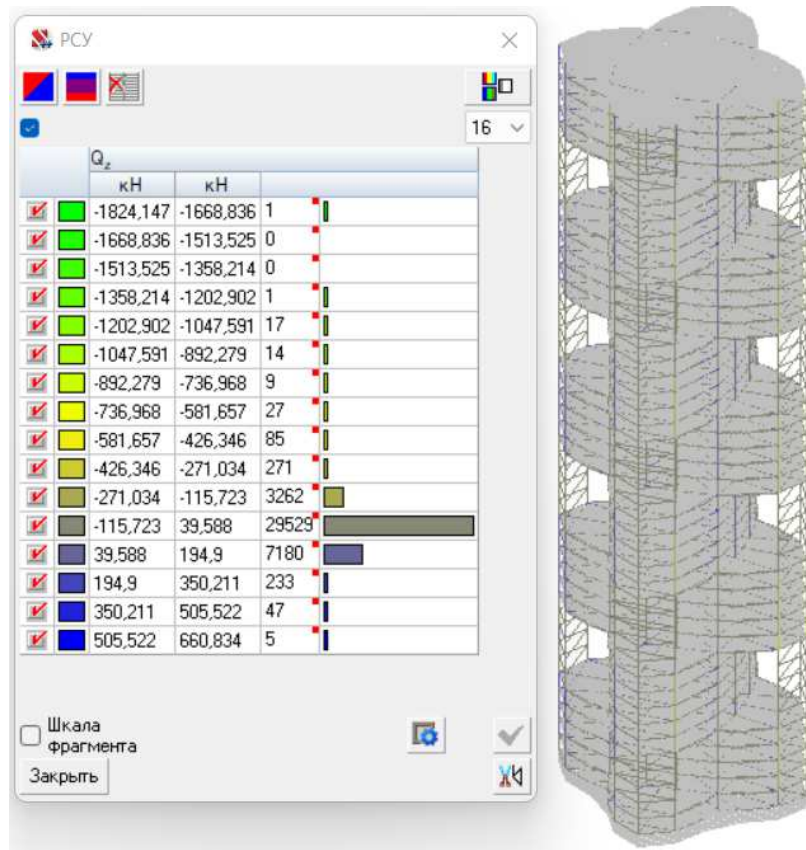 РСУ
16
Qz
кН кН
-1824,147 -1668,836 1
-1668,836 -1513,525 0
-1513,525 -1358,214 0
-1358,214 -1202,902 1
-1202,902 -1047,591 17
-1047,591 -892,279 14
-892,279 -736,968 9
-736,968 -581,657 27
-581,657 -426,346 85
-426,346 -271,034 271
-271,034 -115,723 3262
-115,723 39,588 29529
39,588 194,9 7180
194,9 350,211 233
350,211 505,522 47
505,522 660,834 5
Шкала
фрагмента
Закрыть